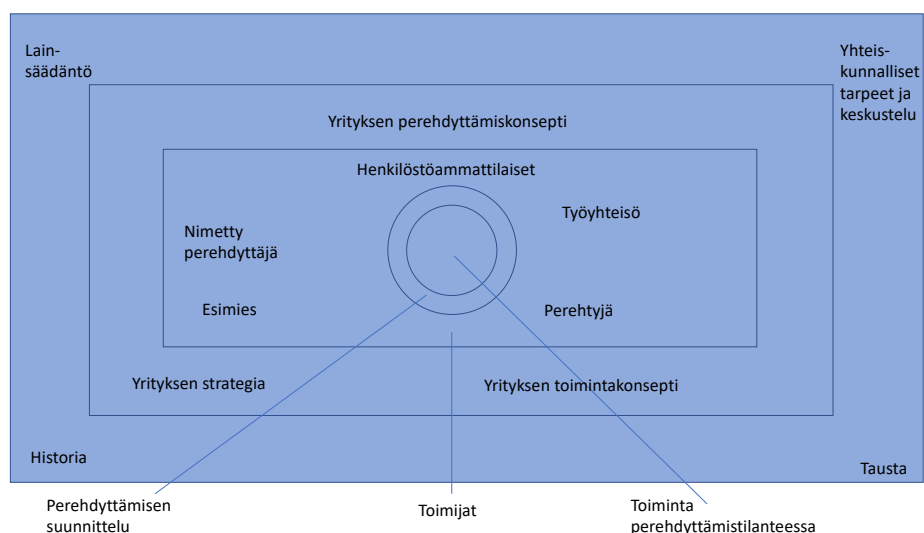 Lain-
säädäntö
Yhteis-
kunnalliset
tarpeet ja
keskustelu
Yrityksen perehdyttämiskonsepti
Henkilöstöammattilaiset
Työyhteisö
Nimetty
perehdyttäjä
Esimies
Perehtyjä
Yrityksen strategia
Yrityksen toimintakonsepti
Historia
Tausta
Perehdyttämisen
suunnittelu
Toimijat
Toiminta
perehdyttämistilanteessa